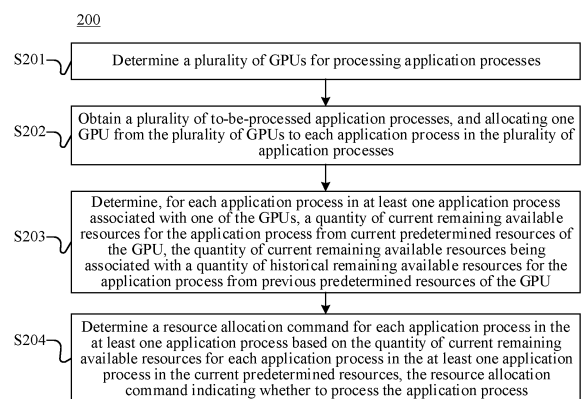 200
S201
Determine a plurality of GPUs for processing application processes
S202
Obtain a plurality of to-be-processed application processes, and allocating one
GPU from the plurality of GPUs to each application process in the plurality of
application processes
S203
Determine, for each application process in at least one application process
associated with one of the GPUs, a quantity of current remaining available
resources for the application process from current predetermined resources of
the GPU, the quantity of current remaining available resources being
associated with a quantity of historical remaining available resources for the
application process from previous predetermined resources of the GPU
S204
Determine a resource allocation command for each application process in the
at least one application process based on the quantity of current remaining
available resources for each application process in the at least one application
process in the current predetermined resources, the resource allocation
command indicating whether to process the application process